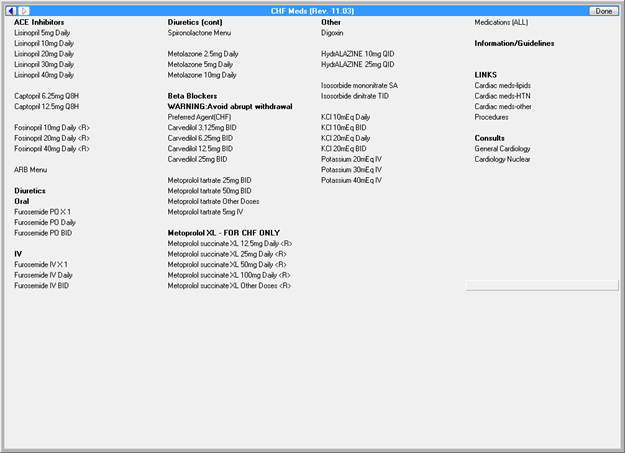 CHF Meds (Rev. 11.03)
Done
ACE Inhibitors
Lisinopril 5mg Daily
Lisinopril 10mg Daily
Lisinopril 20mg Daily
Lisinopril 30mg Daily
Lisinopril 40mg Daily
Captopril 6.25mg Q8H
Captopril 12.5mg Q8H
Fosinopril 10mg Daily <R>
Fosinopril 20mg Daily <R>
Fosinopril 40mg Daily <R>
ARB Menu
Diuretics
Oral
Furosemide PO X 1
Furosemide PO Daily
Furosemide PO BID
IV
Furosemide IV X 1
Furosemide IV Daily
Furosemide IV BID
Diuretics (cont)
Spironolactone Menu
Metolazone 2.5mg Daily
Metolazone 5mg Daily
Metolazone 10mg Daily
Beta Blockers
WARNING:Avoid abrupt withdrawal
Preferred Agent(CHF)
Carvedilol 3.125mg BID
Carvedilol 6.25mg BID
Carvedilol 12.5mg BID
Carvedilol 25mg BID
Metoprolol tartrate 25mg BID
Metoprolol tartrate 50mg BID
Metoprolol tartrate Other Doses
Metoprolol tartrate 5mg IV
Metoprolol XL - FOR CHF ONLY
Metoprolol succinate XL 12.5mg Daily <R>
Metoprolol succinate XL 25mg Daily <R>
Metoprolol succinate XL 50mg Daily <R>
Metoprolol succinate XL 100mg Daily <R>
Metoprolol succinate XL Other Doses <R>
Other
Digoxin
HydrALAZINE 10mg QID
HydrALAZINE 25mg QID
Isosorbide mononitrate SA
Isosorbide dinitrate TID
KCl 10mEq Daily
KCl 10mEq BID
KCl 20mEq Daily
KCl 20mEq BID
Potassium 20mEq IV
Potassium 30mEq IV
Potassium 40mEq IV
Medications (ALL)
Information/Guidelines
LINKS
Cardiac meds-lipids
Cardiac meds-HTN
Cardiac meds-other
Procedures
Consults
General Cardiology
Cardiology Nuclear